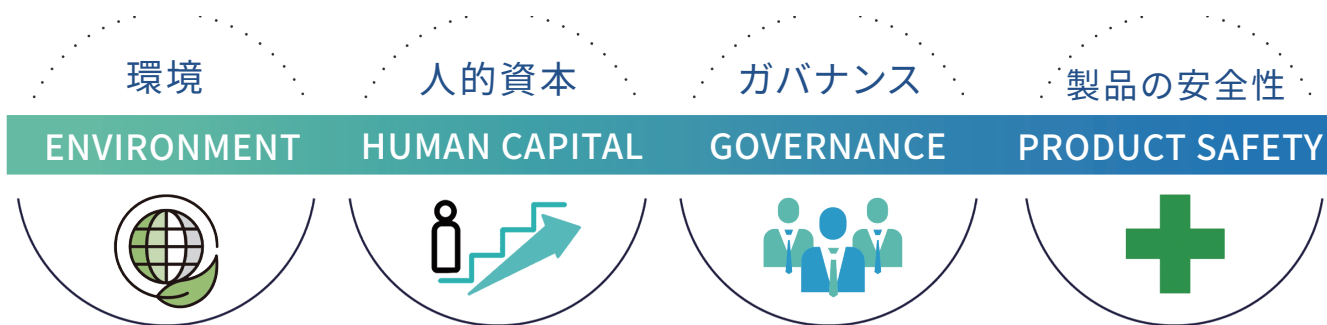 環境
人的資本
ガバナンス
製品の安全性
ENVIRONMENT
HUMAN CAPITAL
GOVERNANCE
PRODUCT SAFETY